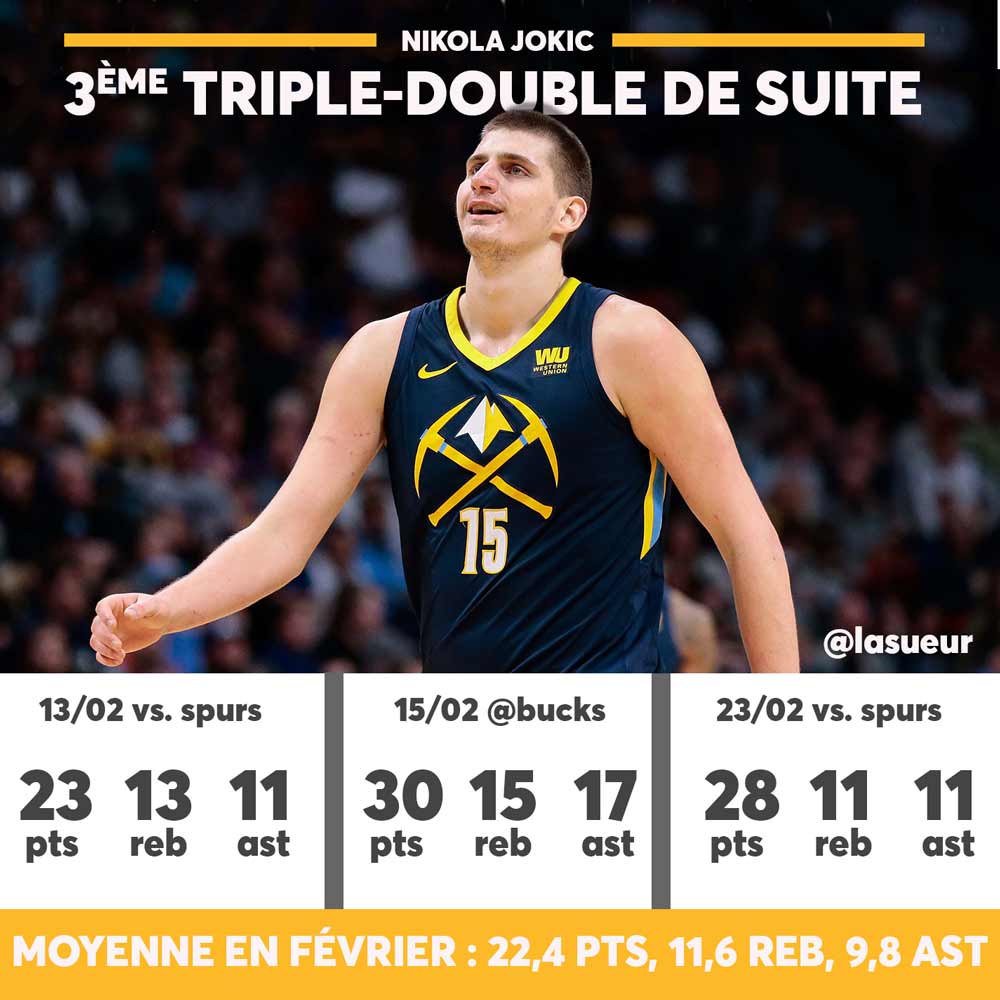 NIKOLA JOKIC
3ÈME TRIPLE-DOUBLE DE SUITE
WU
WESTERN
UNION
15
@lasueur
13/02 vs. spurs
23 13 11
pts reb ast
15/02 @bucks
30 15 17
pts reb ast
23/02 vs. spurs
28 11 11
pts reb ast
MOYENNE EN FÉVRIER : 22,4 PTS, 11,6 REB, 9,8 AST